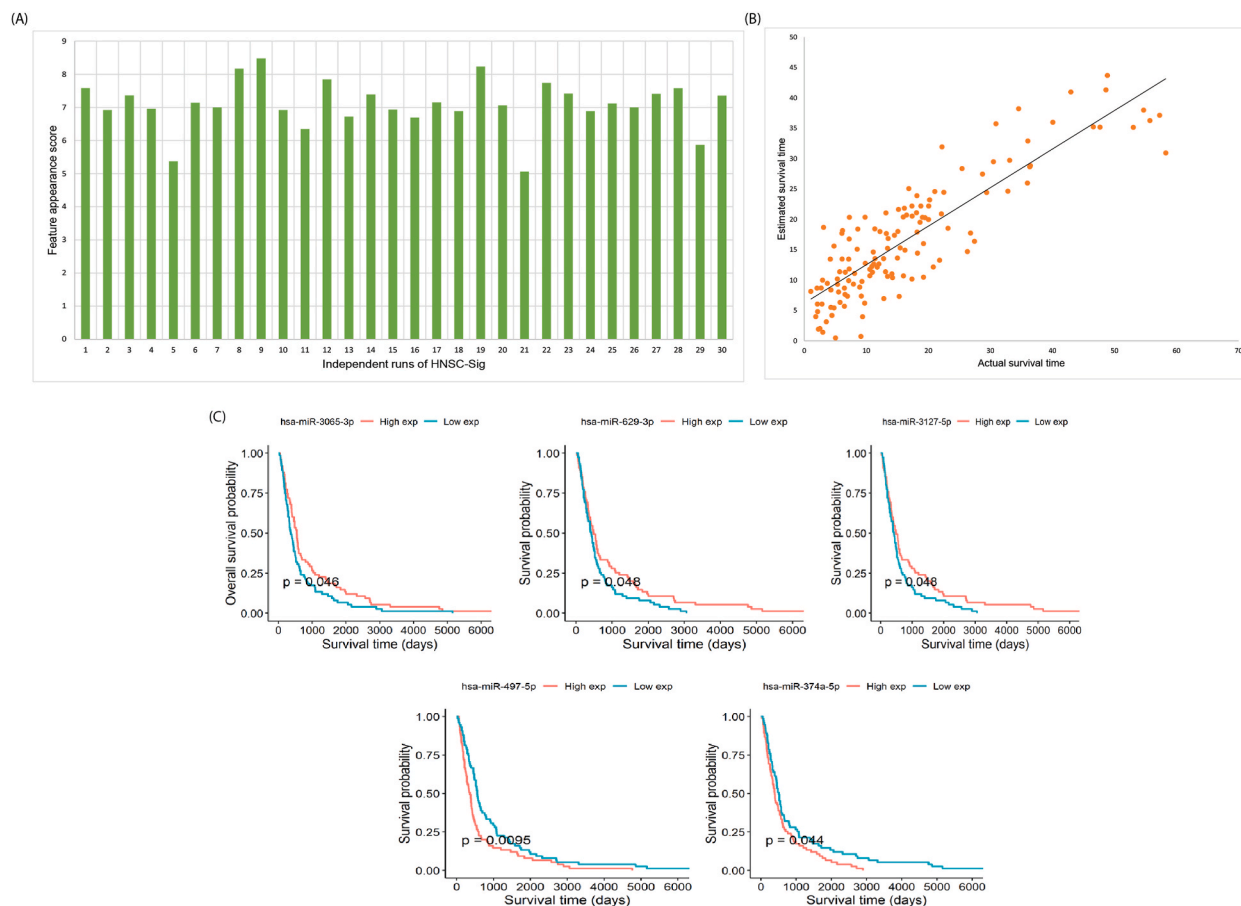 (A)
9
8
7
6
5
4
3
2
1
0
Feature appearance score
1 2 3 4 5 6 7 8 9 10 11 12 13 14 15 16 17 18 19 20 21 22 23 24 25 26 27 28 29 30
Independent runs of HNSC-Sig
(B)
50
45
40
35
30
25
20
15
10
5
0
Estimated survival time
0 10 20 30 40 50 60 70
Actual survival time
(C)
hsa-miR-3065-3p High exp Low exp
1.00
0.75
0.50
0.25
0.00
Overall survival probability
p = 0.046
0 1000 2000 3000 4000 5000 6000
Survival time (days)
hsa-miR-629-3p High exp Low exp
1.00
0.75
0.50
0.25
0.00
Survival probability
p = 0.048
0 1000 2000 3000 4000 5000 6000
Survival time (days)
hsa-miR-3127-5p High exp Low exp
1.00
0.75
0.50
0.25
0.00
Survival probability
p = 0.048
0 1000 2000 3000 4000 5000 6000
Survival time (days)
hsa-miR-497-5p High exp Low exp
1.00
0.75
0.50
0.25
0.00
Survival probability
p = 0.0095
0 1000 2000 3000 4000 5000 6000
Survival time (days)
hsa-miR-374a-5p High exp Low exp
1.00
0.75
0.50
0.25
0.00
Survival probability
p = 0.044
0 1000 2000 3000 4000 5000 6000
Survival time (days)